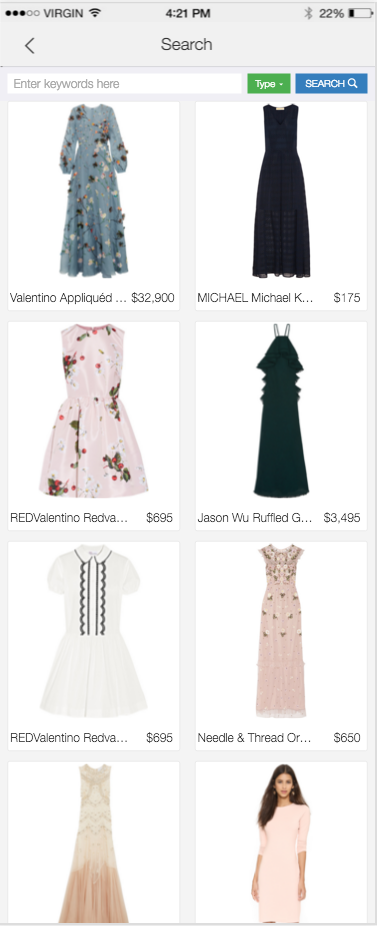 VIRGIN 4:21 PM 22%
Search
Enter keywords here Type SEARCH
Valentino Appliquéd ... $32,900 MICHAEL Michael K... $175
REDValentino Redva... $695 Jason Wu Ruffled G... $3,495
REDValentino Redva... $695 Needle & Thread Or... $650